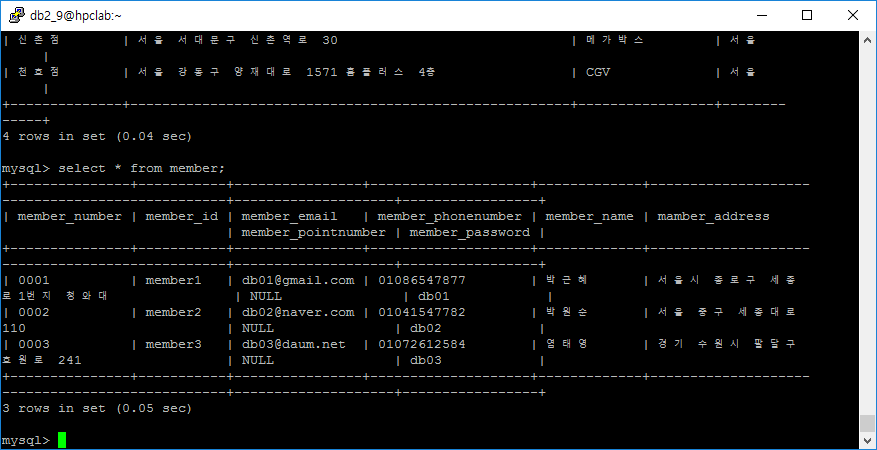 db2_9@hpclab:~
| 신촌점 | 서울 서대문구 신촌역로 30 | 메가박스 | 서울
|
| 천호점 | 서울 강동구 양재대로 1571 홈플러스 4층 | CGV | 서울
|
+---------------+-------------------------------------------------------+-----------------+--------
-----+
4 rows in set (0.04 sec)
mysql> select * from member;
+---------------+-----------+----------------+--------------------+-------------+--------------------
----------------------------+--------------------+-----------------+
| member_number | member_id | member_email | member_phonenumber | member_name | mamber_address
| member_pointnumber | member_password |
+---------------+-----------+----------------+--------------------+-------------+--------------------
----------------------------+--------------------+-----------------+
| 0001 | member1 | db01@gmail.com | 01086547877 | 박근혜 | 서울시 종로구 세종
로 1번지 청와대 | NULL | db01 |
| 0002 | member2 | db02@naver.com | 01041547782 | 박원순 | 서울 중구 세종대로
110 | NULL | db02 |
| 0003 | member3 | db03@daum.net | 01072612584 | 염태영 | 경기 수원시 팔달구
효원로 241 | NULL | db03 |
+---------------+-----------+----------------+--------------------+-------------+--------------------
----------------------------+--------------------+-----------------+
3 rows in set (0.05 sec)
mysql>